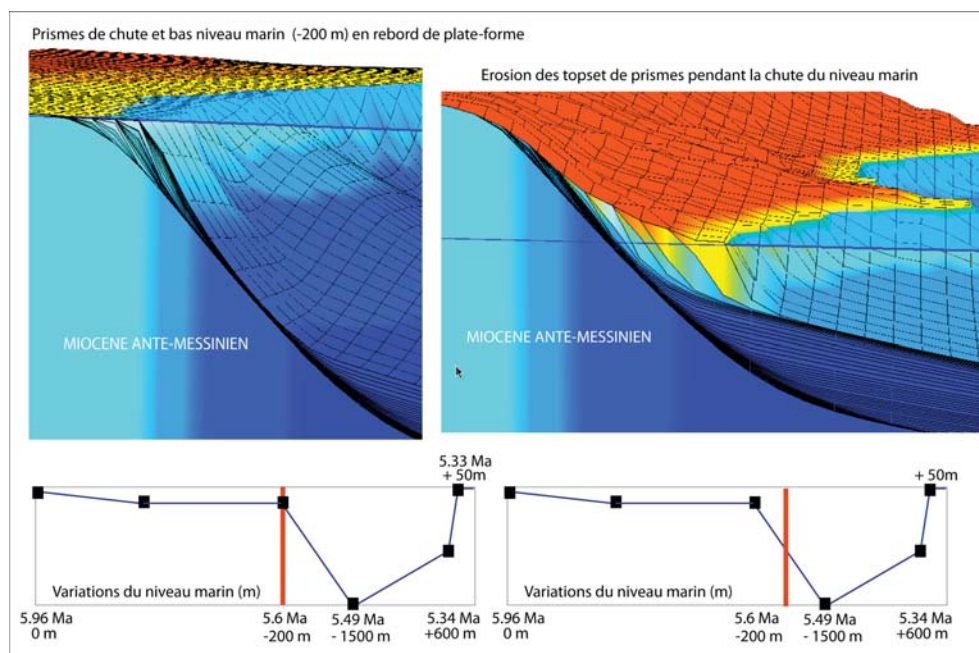 Prismes de chute et bas niveau marin (-200 m) en rebord de plate-forme
Erosion des topset de prismes pendant la chute du niveau marin
MIOCENE ANTE-MESSINIEN
MIOCENE ANTE-MESSINIEN
5.33 Ma
+ 50m
+ 50m
Variations du niveau marin (m)
Variations du niveau marin (m)
5.96 Ma
0 m
5.6 Ma
-200 m
5.49 Ma
- 1500 m
5.34 Ma
+600 m
5.96 Ma
0 m
5.6 Ma
-200 m
5.49 Ma
- 1500 m
5.34 Ma
+600 m